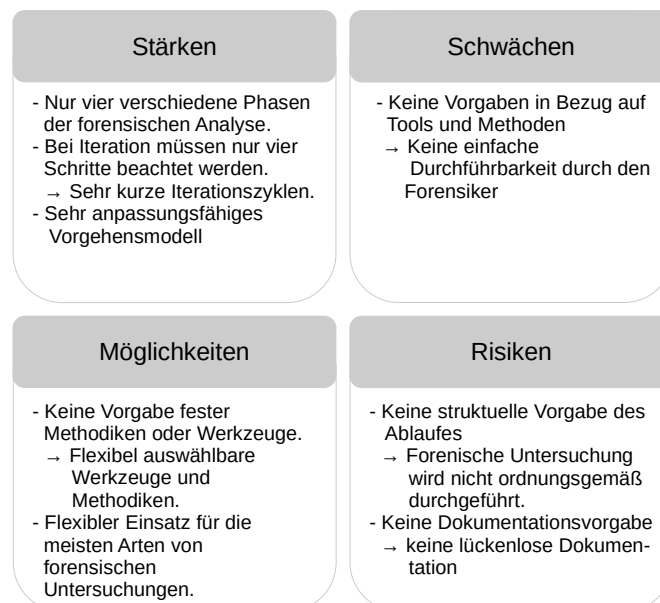 Stärken
- Nur vier verschiedene Phasen
der forensischen Analyse.
- Bei Iteration müssen nur vier
Schritte beachtet werden.
→ Sehr kurze Iterationszyklen.
- Sehr anpassungsfähiges
Vorgehensmodell
Schwächen
- Keine Vorgaben in Bezug auf
Tools und Methoden
→ Keine einfache
Durchführbarkeit durch den
Forensiker
Möglichkeiten
- Keine Vorgabe fester
Methodiken oder Werkzeuge.
→ Flexibel auswählbare
Werkzeuge und
Methodiken.
- Flexibler Einsatz für die
meisten Arten von
forensischen
Untersuchungen.
Risiken
- Keine struktuelle Vorgabe des
Ablaufes
→ Forenische Untersuchung
wird nicht ordnungsgemäß
durchgeführt.
- Keine Dokumentationsvorgabe
→ keine lückenlose Dokumen-
tation